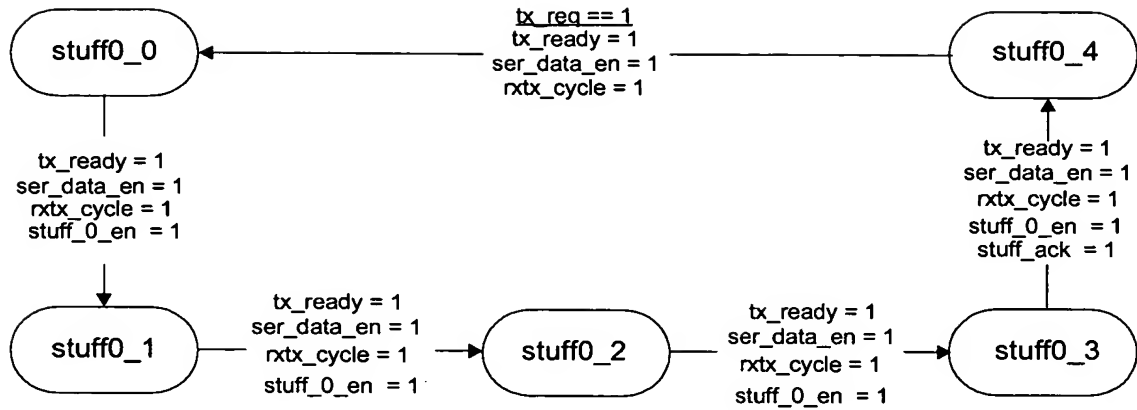 stuff0_0
tx_req == 1
tx_ready = 1
ser_data_en = 1
rxtx_cycle = 1
stuff0_4
tx_ready = 1
ser_data_en = 1
rxtx_cycle = 1
stuff_0_en = 1
tx_ready = 1
ser_data_en = 1
rxtx_cycle = 1
stuff_0_en = 1
stuff_ack = 1
stuff0_1
tx_ready = 1
ser_data_en = 1
rxtx_cycle = 1
stuff_0_en = 1
stuff0_2
tx_ready = 1
ser_data_en = 1
rxtx_cycle = 1
stuff_0_en = 1
stuff0_3